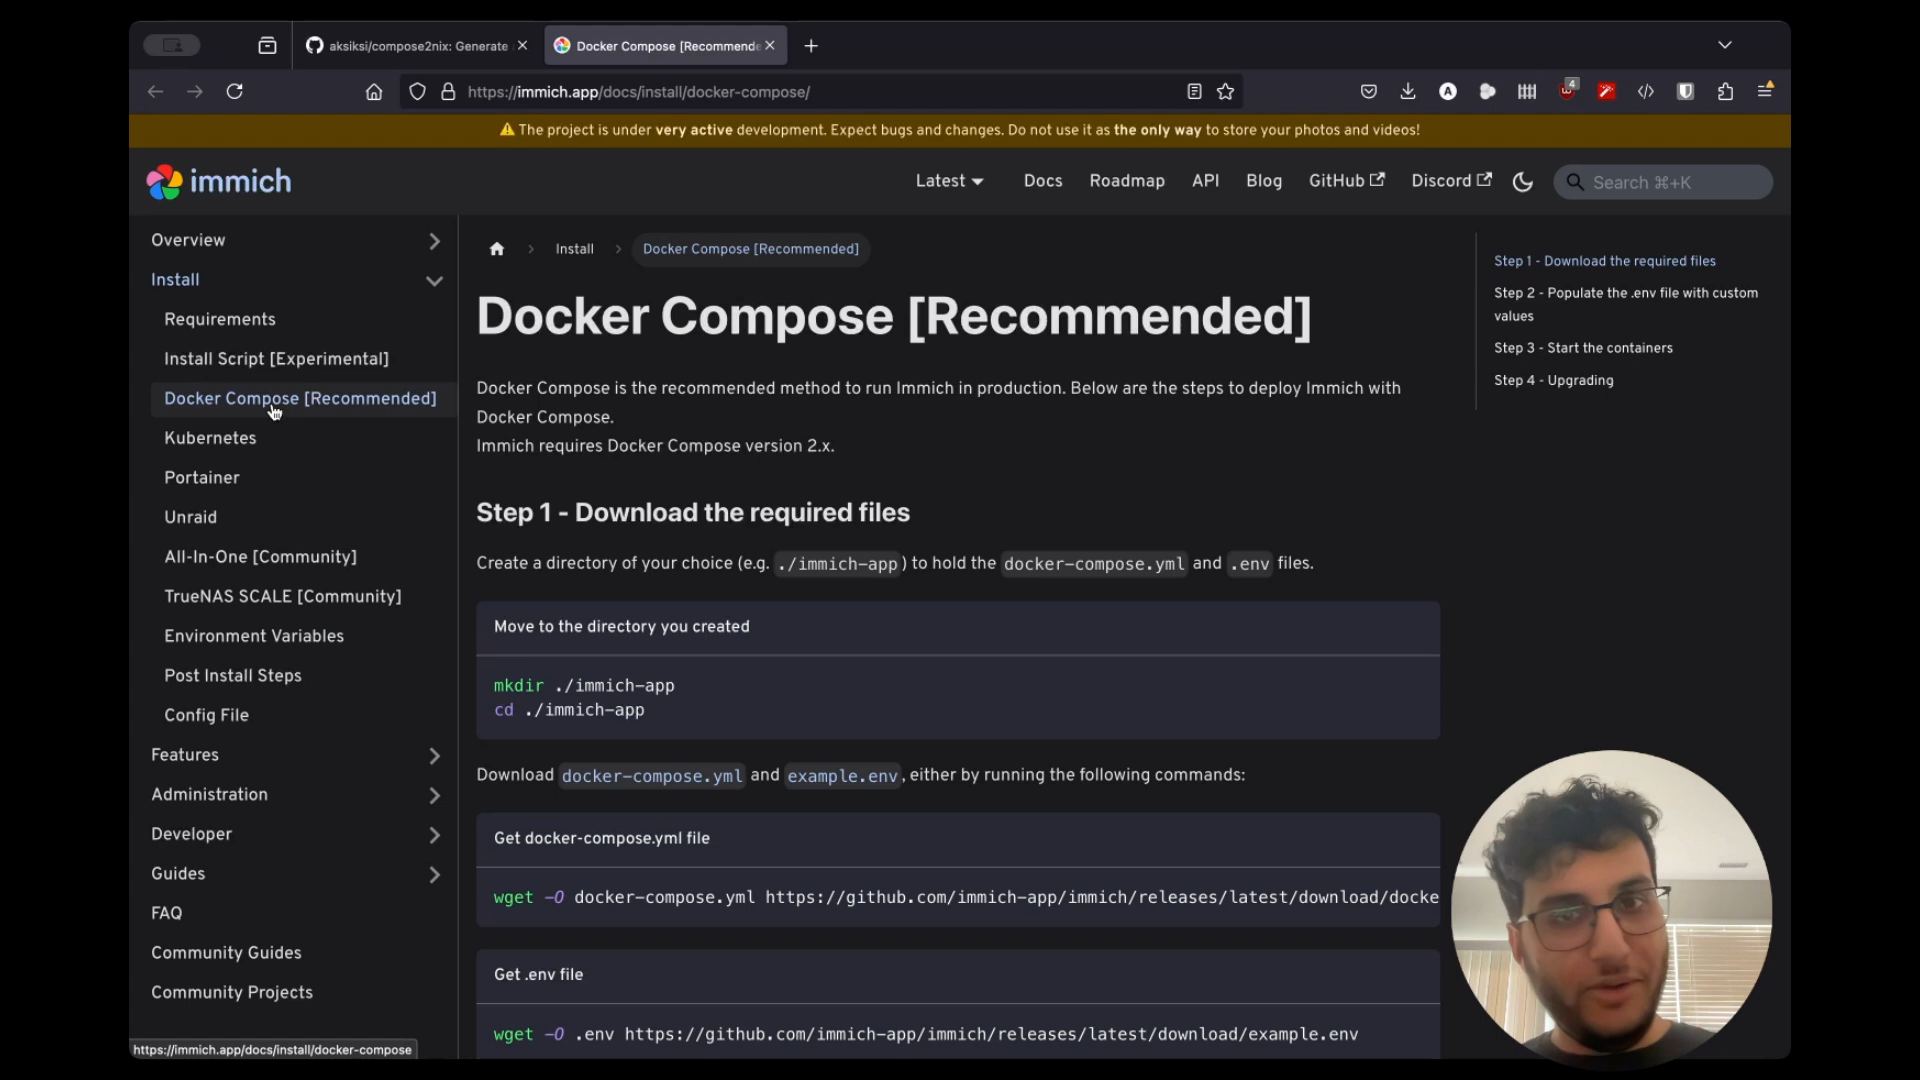 aksiksi/compose2nix: Generate
Docker Compose [Recommende
https://immich.app/docs/install/docker-compose/
4
The project is under very active development. Expect bugs and changes. Do not use it as the only way to store your photos and videos!
immich
Latest
Docs
Roadmap
API
Blog
GitHub
Discord
Search ⌘+K
Overview
Install
Requirements
Install Script [Experimental]
Docker Compose [Recommended]
Kubernetes
Portainer
Unraid
All-In-One [Community]
TrueNAS SCALE [Community]
Environment Variables
Post Install Steps
Config File
Features
Administration
Developer
Guides
FAQ
Community Guides
Community Projects
https://immich.app/docs/install/docker-compose
Install
Docker Compose [Recommended]
Docker Compose [Recommended]
Docker Compose is the recommended method to run Immich in production. Below are the steps to deploy Immich with
Docker Compose.
Immich requires Docker Compose version 2.x.
Step 1 - Download the required files
Create a directory of your choice (e.g. ./immich-app) to hold the docker-compose.yml and .env files.
Move to the directory you created
mkdir ./immich-app
cd ./immich-app
Download docker-compose.yml and example.env, either by running the following commands:
Get docker-compose.yml file
wget -O docker-compose.yml https://github.com/immich-app/immich/releases/latest/download/docke
Get .env file
wget -O .env https://github.com/immich-app/immich/releases/latest/download/example.env
Step 1 - Download the required files
Step 2 - Populate the .env file with custom
values
Step 3 - Start the containers
Step 4 - Upgrading